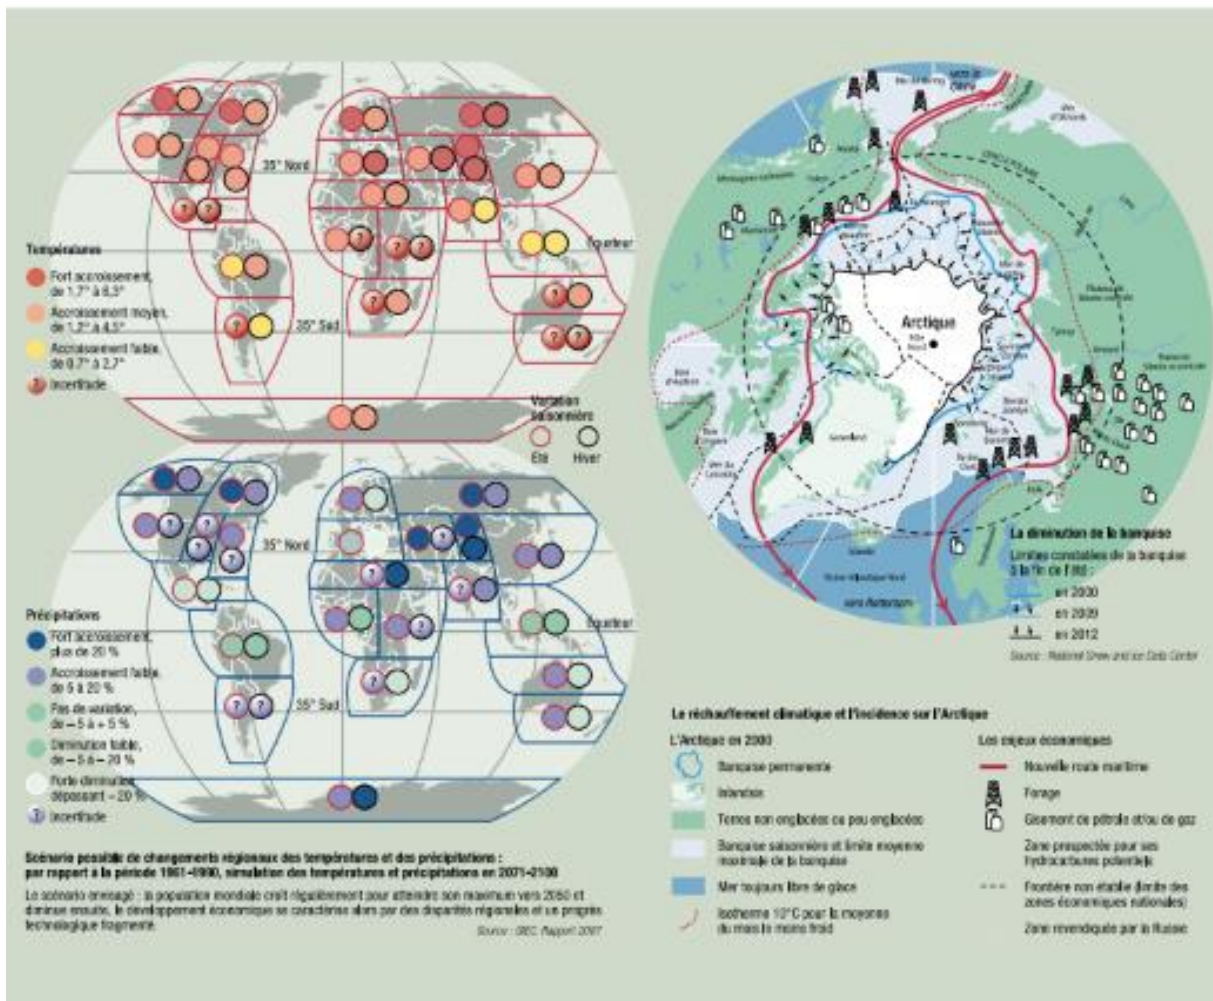 35° Nord
Équateur
35° Sud
Températures
Fort accroissement,
de 1,7° à 6,3°
Accroissement moyen,
de 1,2° à 4,5°
Accroissement faible,
de 0,7° à 2,7°
Incertitude
Variation
saisonnière
Été
Hiver
35° Nord
Équateur
35° Sud
Précipitations
Fort accroissement,
plus de 20 %
Accroissement faible,
de 5 à 20 %
Pas de variation,
de – 5 à + 5 %
Diminution faible,
de – 5 à – 20 %
Forte diminution
dépassant – 20 %
Incertitude
Scénario possible de changements régionaux des températures et des précipitations :
par rapport à la période 1961-1990, simulation des températures et précipitations en 2071-2100
Le scénario envisagé : la population mondiale croît régulièrement pour atteindre son maximum vers 2050 et
diminue ensuite, le développement économique se caractérise alors par des disparités régionales et un progrès
technologique fragmenté.
Source : GIEC, Rapport 2007
CERCLE POLAIRE
Arctique
Pôle
Nord
Groenland
Islande
Océan Atlantique Nord
vers Rotterdam
La diminution de la banquise
Limites constatées de la banquise
à la fin de l'été :
en 2000
en 2009
en 2012
Source : National Snow and Ice Data Center
Le réchauffement climatique et l'incidence sur l'Arctique
L'Arctique en 2000
Banquise permanente
Inlandsis
Terres non englacées ou peu englacées
Banquise saisonnière et limite moyenne
maximale de la banquise
Mer toujours libre de glace
Isotherme 10°C pour la moyenne
du mois le moins froid
Les enjeux économiques
Nouvelle route maritime
Forage
Gisement de pétrole et/ou de gaz
Zone prospectée pour ses
hydrocarbures potentiels
Frontière non établie (limite des
zones économiques nationales)
Zone revendiquée par la Russie